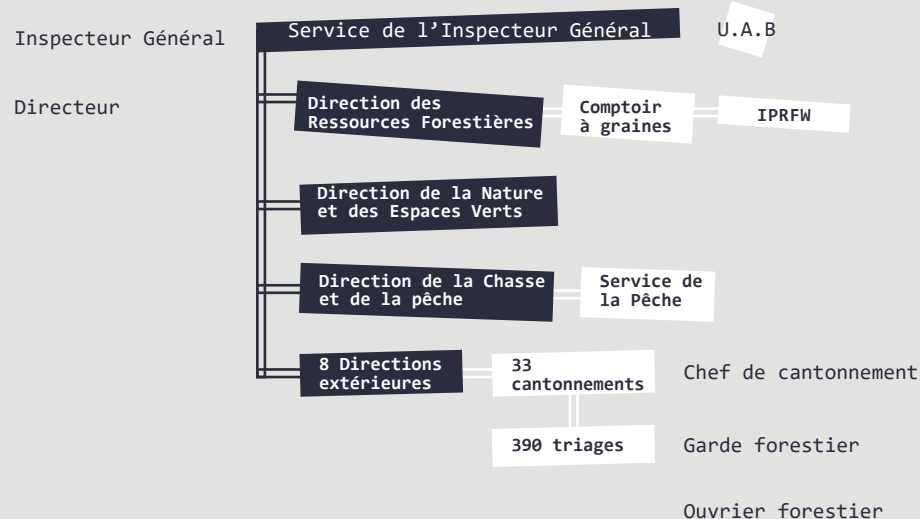 Inspecteur Général
Service de l’Inspecteur Général
U.A.B
Directeur
Direction des
Ressources Forestières
Comptoir
à graines
IPRFW
Direction de la Nature
et des Espaces Verts
Direction de la Chasse
et de la pêche
Service de
la Pêche
8 Directions
extérieures
33
cantonnements
Chef de cantonnement
390 triages
Garde forestier
Ouvrier forestier